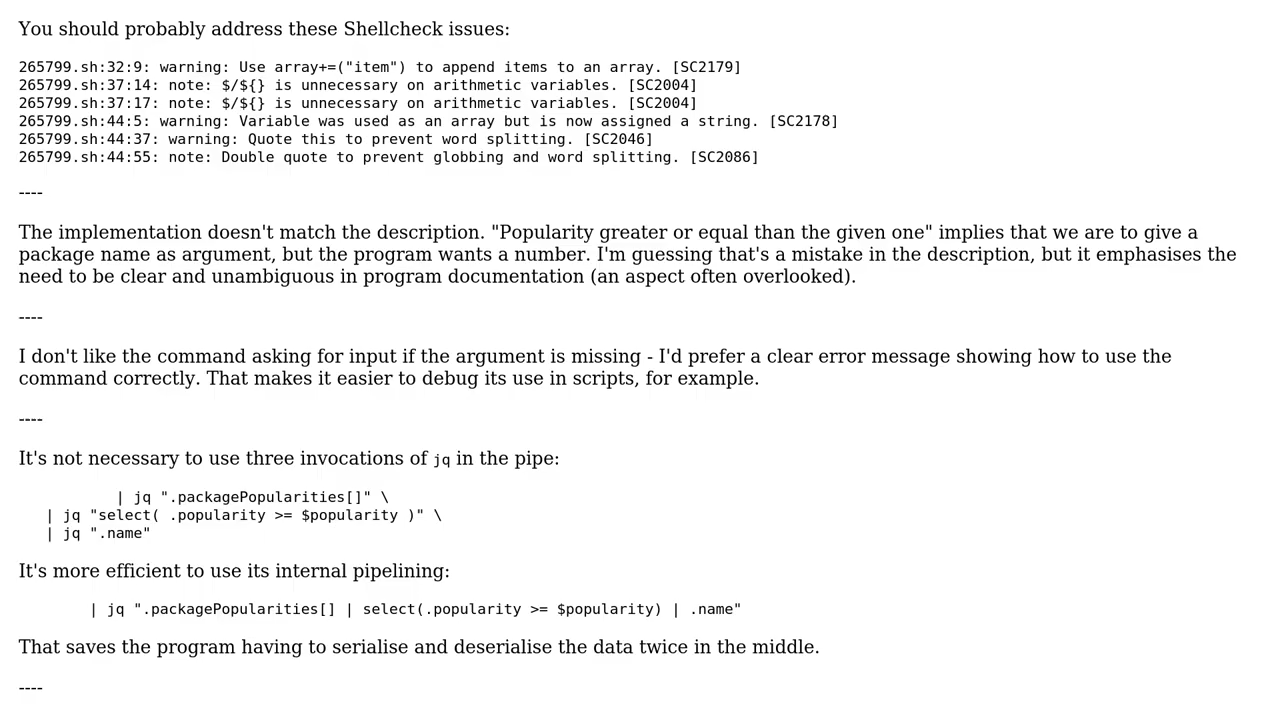 You should probably address these Shellcheck issues:
265799.sh:32:9: warning: Use array+=("item") to append items to an array. [SC2179]
265799.sh:37:14: note: $/${} is unnecessary on arithmetic variables. [SC2004]
265799.sh:37:17: note: $/${} is unnecessary on arithmetic variables. [SC2004]
265799.sh:44:5: warning: Variable was used as an array but is now assigned a string. [SC2178]
265799.sh:44:37: warning: Quote this to prevent word splitting. [SC2046]
265799.sh:44:55: note: Double quote to prevent globbing and word splitting. [SC2086]
----
The implementation doesn't match the description. "Popularity greater or equal than the given one" implies that we are to give a
package name as argument, but the program wants a number. I'm guessing that's a mistake in the description, but it emphasises the
need to be clear and unambiguous in program documentation (an aspect often overlooked).
----
I don't like the command asking for input if the argument is missing - I'd prefer a clear error message showing how to use the
command correctly. That makes it easier to debug its use in scripts, for example.
----
It's not necessary to use three invocations of jq in the pipe:
| jq ".packagePopularities[]" \
| jq "select( .popularity >= $popularity )" \
| jq ".name"
It's more efficient to use its internal pipelining:
| jq ".packagePopularities[] | select(.popularity >= $popularity) | .name"
That saves the program having to serialise and deserialise the data twice in the middle.
----